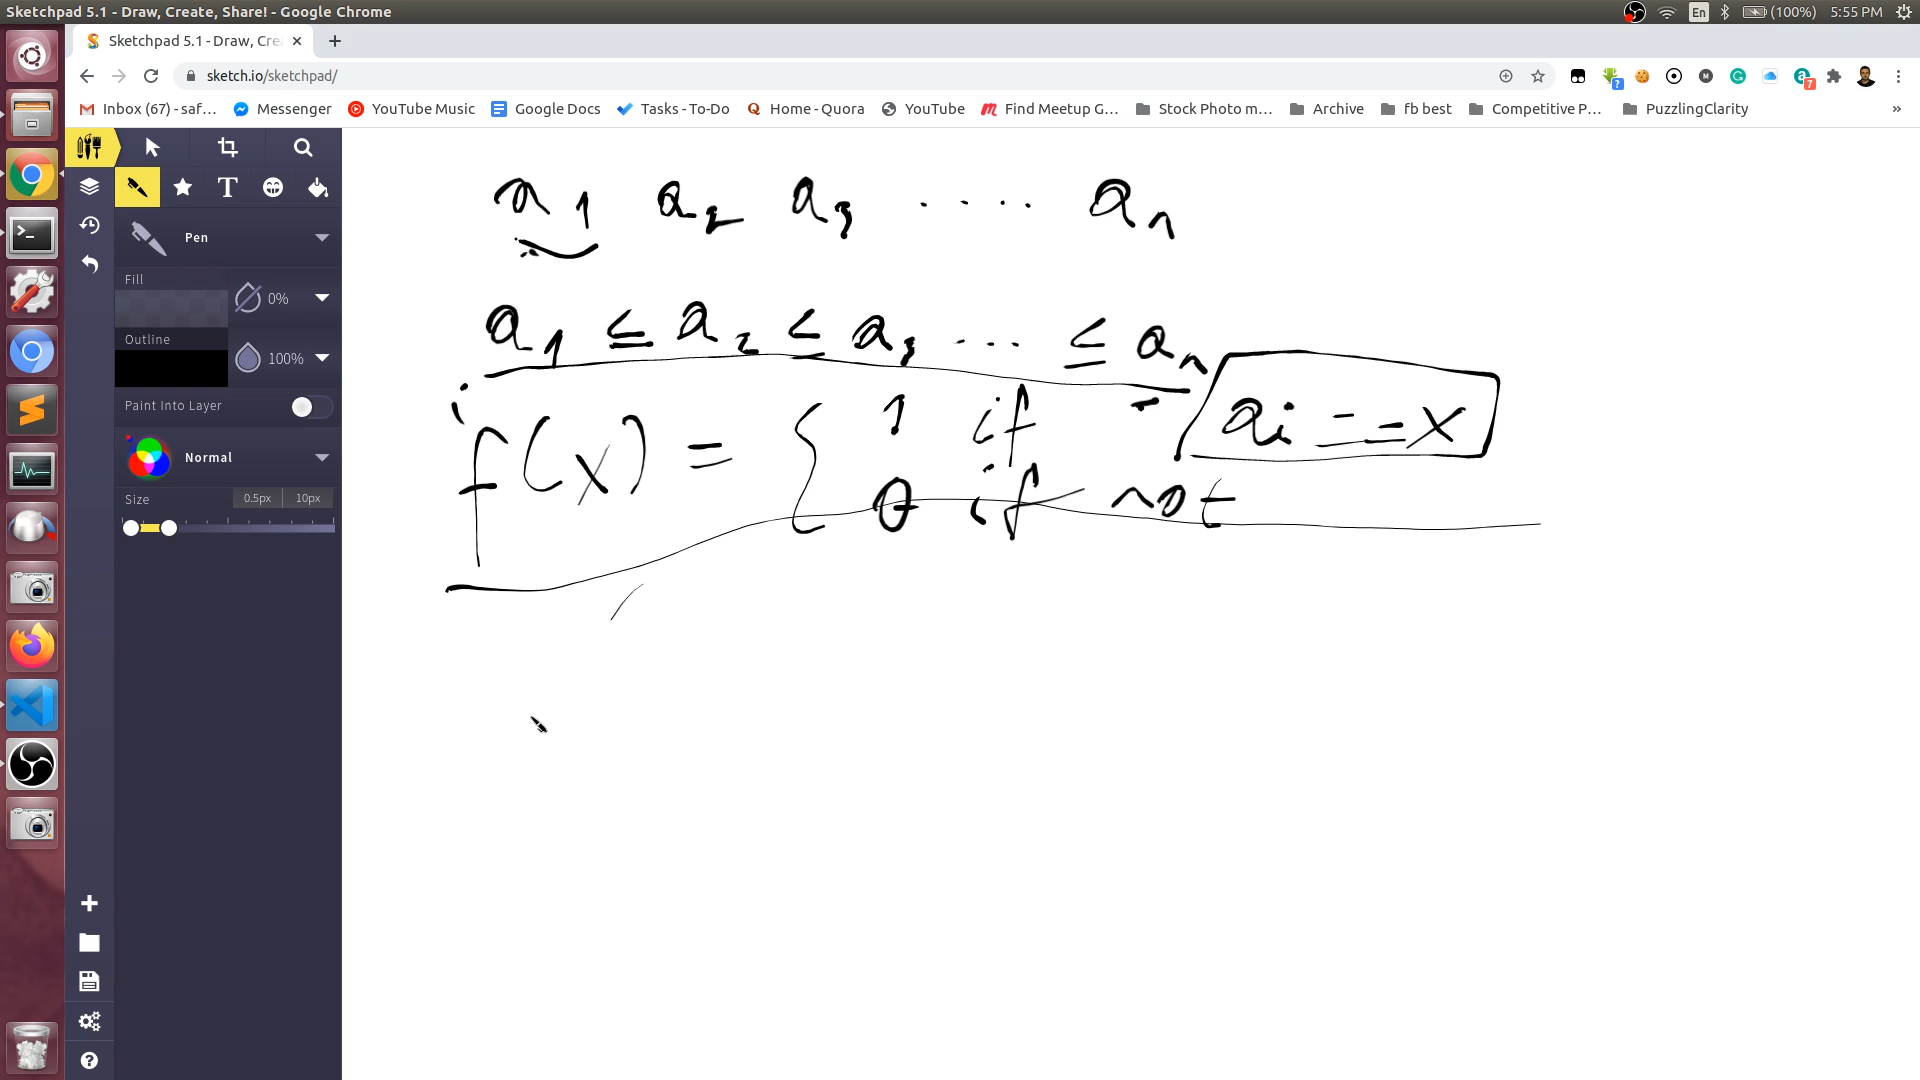 Sketchpad 5.1 - Draw, Create, Share! - Google Chrome
En (100%) 5:55 PM
Sketchpad 5.1 - Draw, Cre
sketch.io/sketchpad/
Inbox (67) - saf... Messenger YouTube Music Google Docs Tasks - To-Do Home - Quora YouTube Find Meetup G... Stock Photo m... Archive fb best Competitive P... PuzzlingClarity »
Pen
Fill
0%
Outline
100%
Paint Into Layer
Normal
Size 0.5px 10px
a1 a2 a3 .... an
a1 ≤ a2 ≤ a3 ... ≤ an
i
f(x) = { 1 if ai == x
0 if not